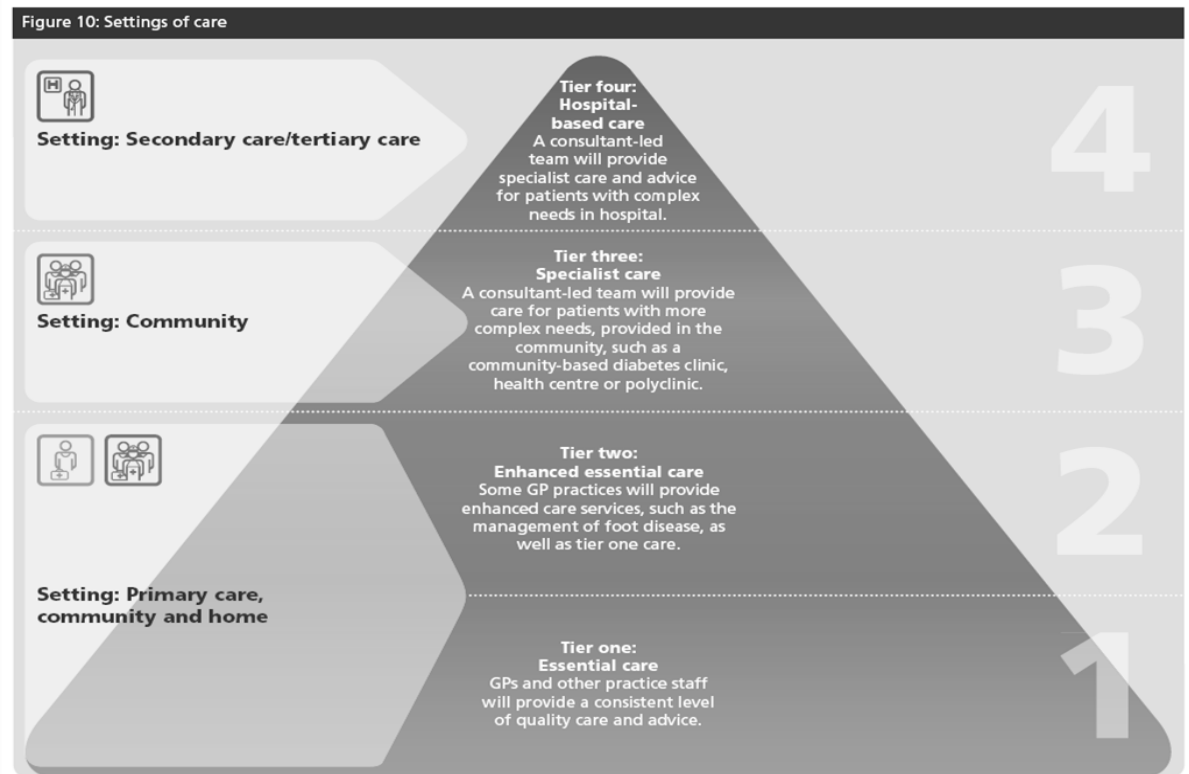 Figure 10: Settings of care
H
Setting: Secondary care/tertiary care
Tier four:
Hospital-
based care
A consultant-led
team will provide
specialist care and advice
for patients with complex
needs in hospital.
4
Setting: Community
Tier three:
Specialist care
A consultant-led team will provide
care for patients with more
complex needs, provided in the
community, such as a
community-based diabetes clinic,
health centre or polyclinic.
3
Setting: Primary care,
community and home
Tier two:
Enhanced essential care
Some GP practices will provide
enhanced care services, such as the
management of foot disease, as
well as tier one care.
2
Tier one:
Essential care
GPs and other practice staff
will provide a consistent level
of quality care and advice.
1